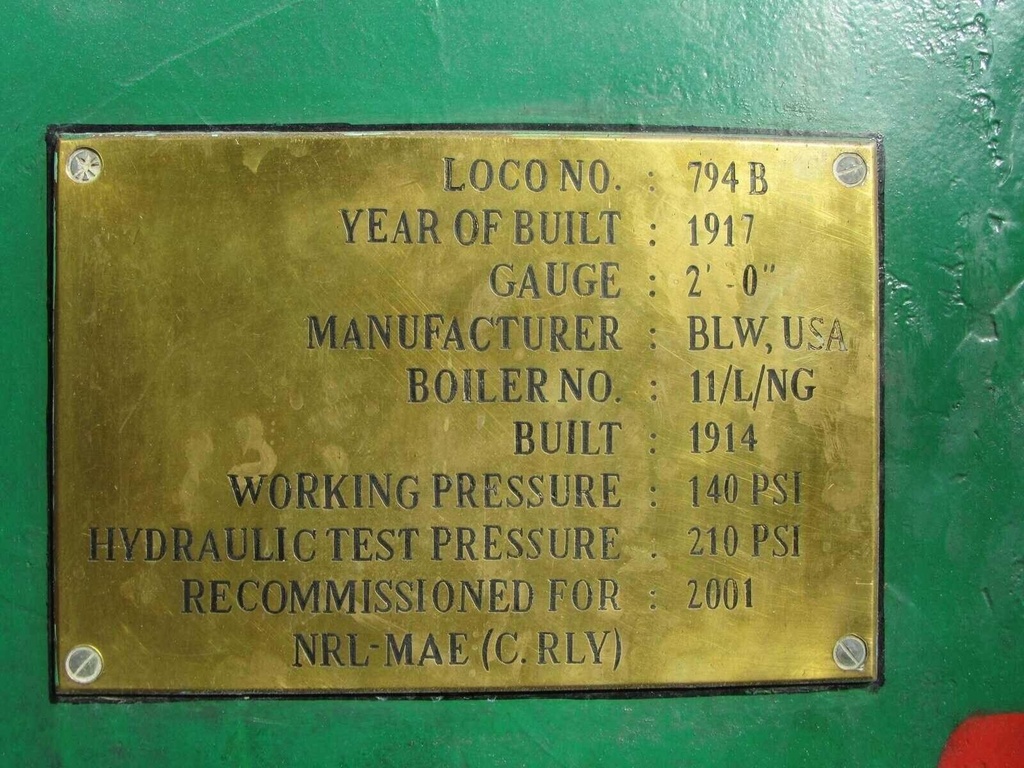 LOCO NO. : 794 B
YEAR OF BUILT : 1917
GAUGE : 2' - 0"
MANUFACTURER : BLW, USA
BOILER NO. : 11/L/NG
BUILT : 1914
WORKING PRESSURE : 140 PSI
HYDRAULIC TEST PRESSURE . 210 PSI
RECOMMISSIONED FOR : 2001
NRL-MAE (C. RLY)